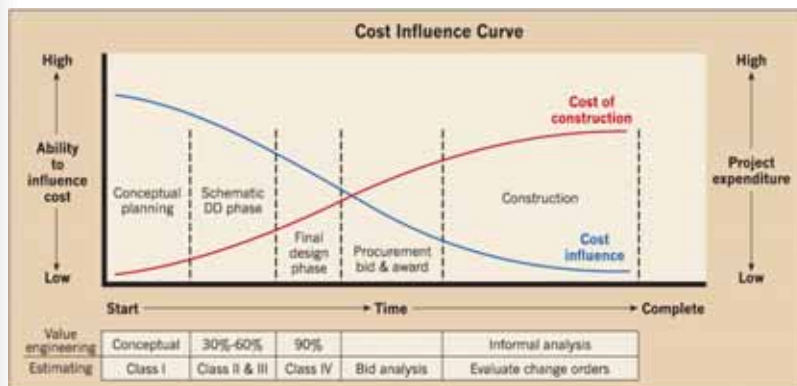 Cost Influence Curve
High
High
Cost of
construction
Ability
to
influence
cost
Project
expenditure
Conceptual
planning
Schematic
DD phase
Final
design
phase
Procurement
bid & award
Construction
Cost
influence
Low
Low
Start
Time
Complete
Value
engineering
Conceptual
30%-60%
90%
Informal analysis
Estimating
Class I
Class II & III
Class IV
Bid analysis
Evaluate change orders